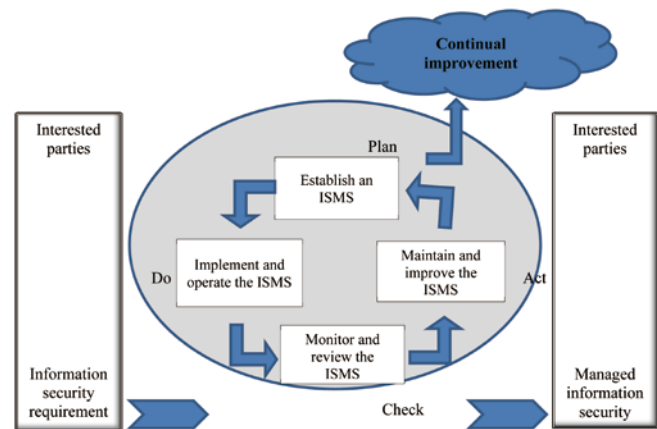 Continual
improvement
Interested
parties
Information
security
requirement
Plan
Establish an
ISMS
Do
Implement and
operate the ISMS
Maintain and
improve the
ISMS
Act
Monitor and
review the
ISMS
Check
Interested
parties
Managed
information
security